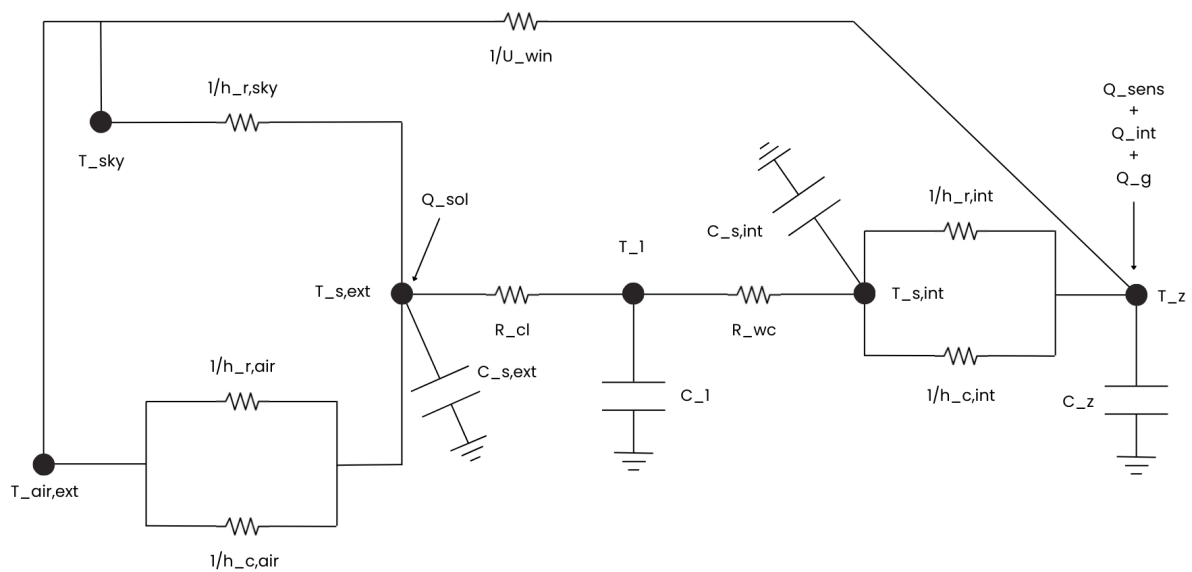 1/U_win
1/h_r,sky
Q_sens
+
Q_int
+
Q_g
T_sky
Q_sol
C_s,int
1/h_r,int
T_1
T_s,ext
T_s,int
T_z
R_cl
R_wc
1/h_r,air
C_s,ext
C_1
1/h_c,int
C_z
T_air,ext
1/h_c,air